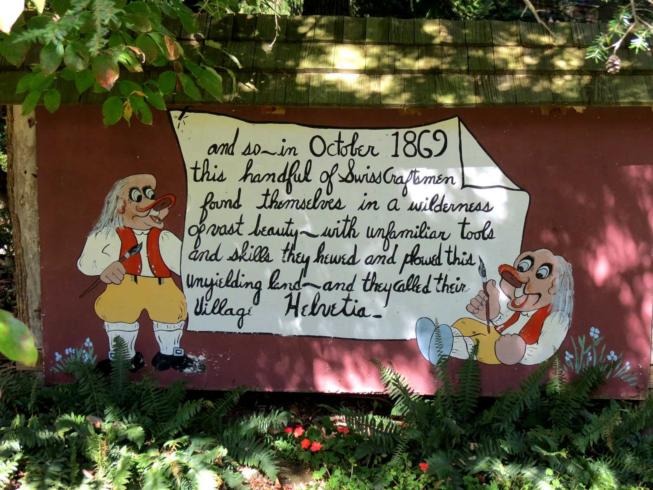 and so~in October 1869
this handful of Swiss Craftsmen
found themselves in a wilderness
of vast beauty~with unfamiliar tools
and skills they hewed and plowed this
unyielding land~and they called their
Village Helvetia_